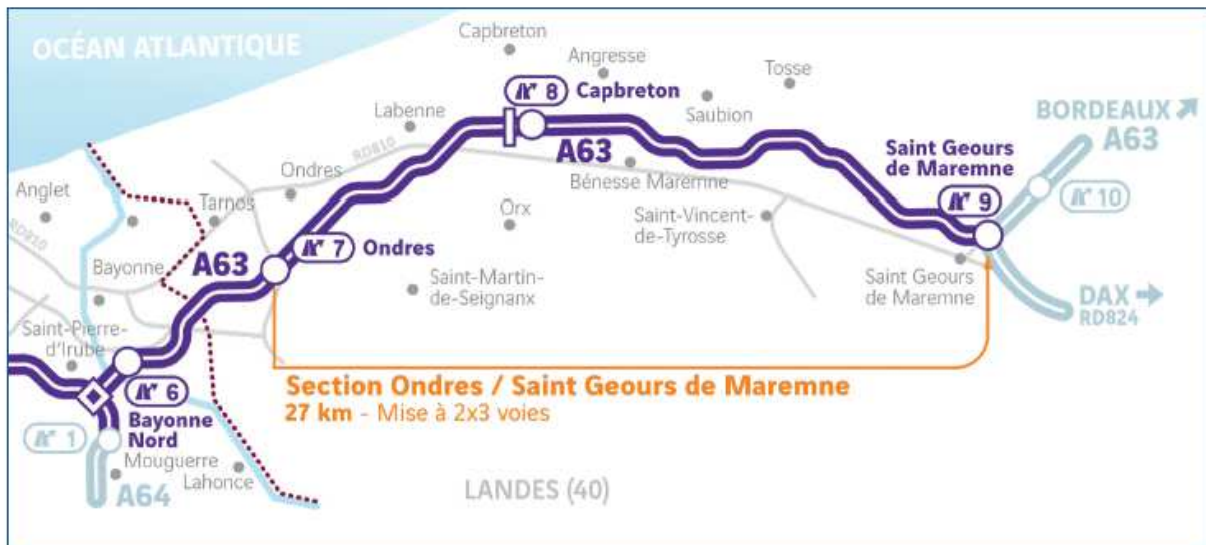 OCÉAN ATLANTIQUE
Capbreton
Angresse
Tosse
8 Capbreton
Saubion
Labenne
BORDEAUX
A63
Saint Geours
de Maremne
RD810
A63
Bénesse Maremne
Ondres
Anglet
Tarnos
10
9
Orx
Saint-Vincent-
de-Tyrosse
RD810
7 Ondres
A63
Bayonne
Saint-Martin-
de-Seignanx
Saint Geours
de Maremne
DAX
RD824
Saint-Pierre-
d'Irube
Section Ondres / Saint Geours de Maremne
27 km - Mise à 2x3 voies
6
Bayonne
Nord
1
Mouguerre
Lahonce
A64
LANDES (40)